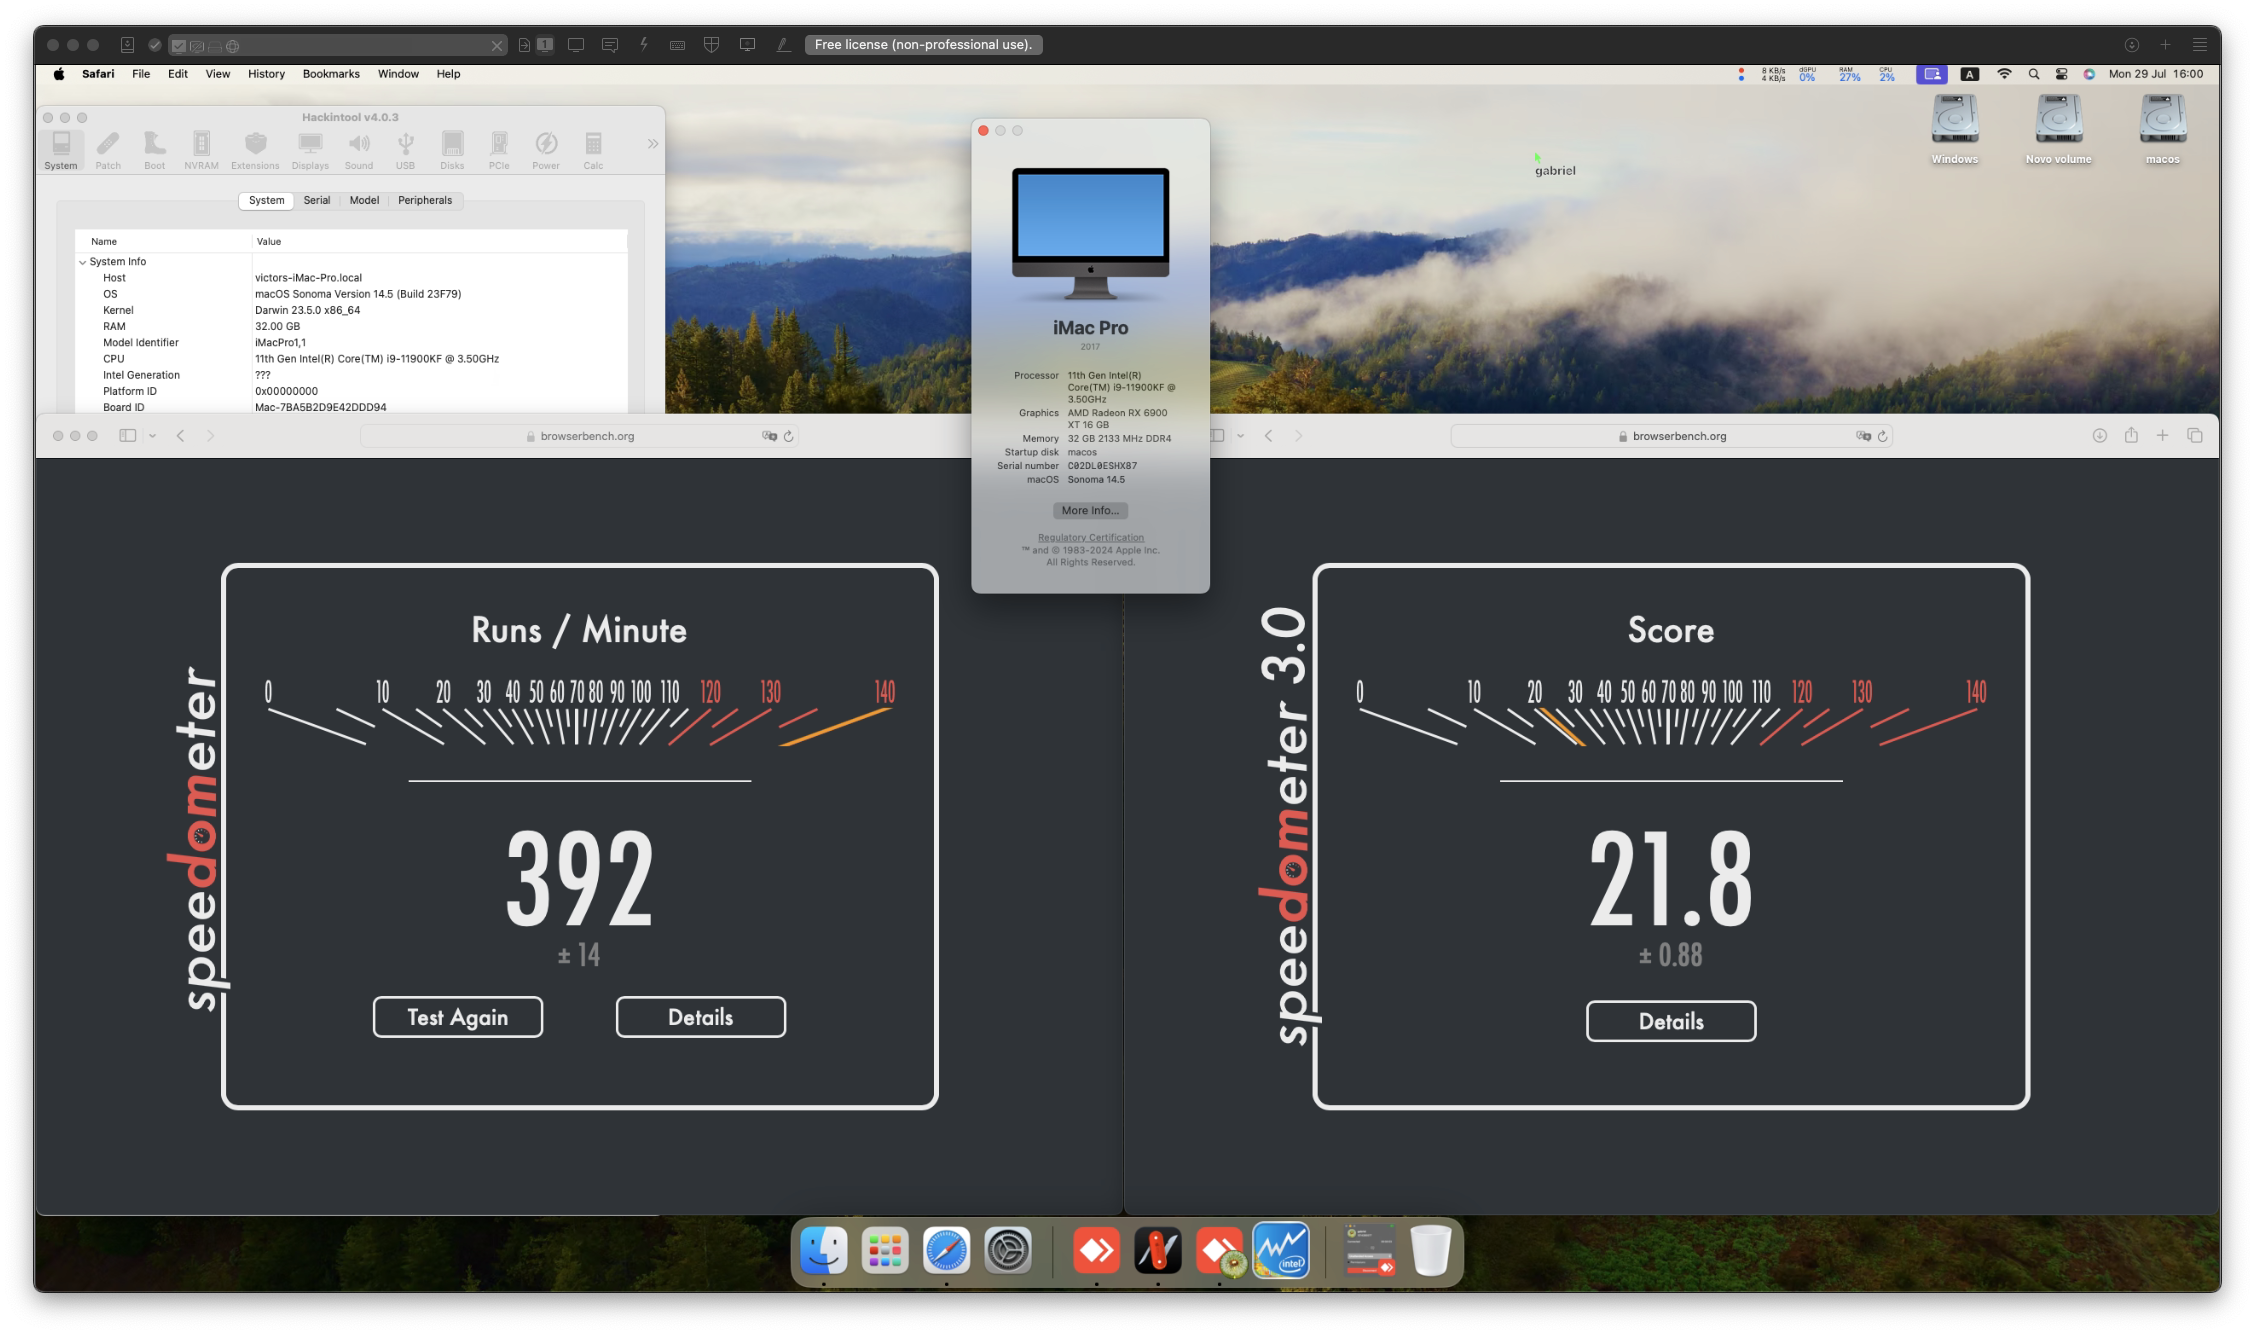 1
Free license (non-professional use).
Safari File Edit View History Bookmarks Window Help
8 KB/s
4 KB/s
dGPU
0%
RAM
27%
CPU
2%
A
Mon 29 Jul 16:00
Hackintool v4.0.3
System Patch Boot NVRAM Extensions Displays Sound USB Disks PCIe Power Calc
System Serial Model Peripherals
Name Value
System Info
Host victors-iMac-Pro.local
OS macOS Sonoma Version 14.5 (Build 23F79)
Kernel Darwin 23.5.0 x86_64
RAM 32.00 GB
Model Identifier iMacPro1,1
CPU 11th Gen Intel(R) Core(TM) i9-11900KF @ 3.50GHz
Intel Generation ???
Platform ID 0x00000000
Board ID Mac-7BA5B2D9E42DDD94
iMac Pro
2017
Processor 11th Gen Intel(R)
Core(TM) i9-11900KF @
3.50GHz
Graphics AMD Radeon RX 6900
XT 16 GB
Memory 32 GB 2133 MHz DDR4
Startup disk macos
Serial number C02DL0ESHX87
macOS Sonoma 14.5
More Info...
Regulatory Certification
™ and © 1983-2024 Apple Inc.
All Rights Reserved.
gabriel
Windows
Novo volume
macos
browserbench.org
speedometer
Runs / Minute
0 10 20 30 40 50 60 70 80 90 100 110 120 130 140
392
± 14
Test Again
Details
browserbench.org
speedometer 3.0
Score
0 10 20 30 40 50 60 70 80 90 100 110 120 130 140
21.8
± 0.88
Details
intel